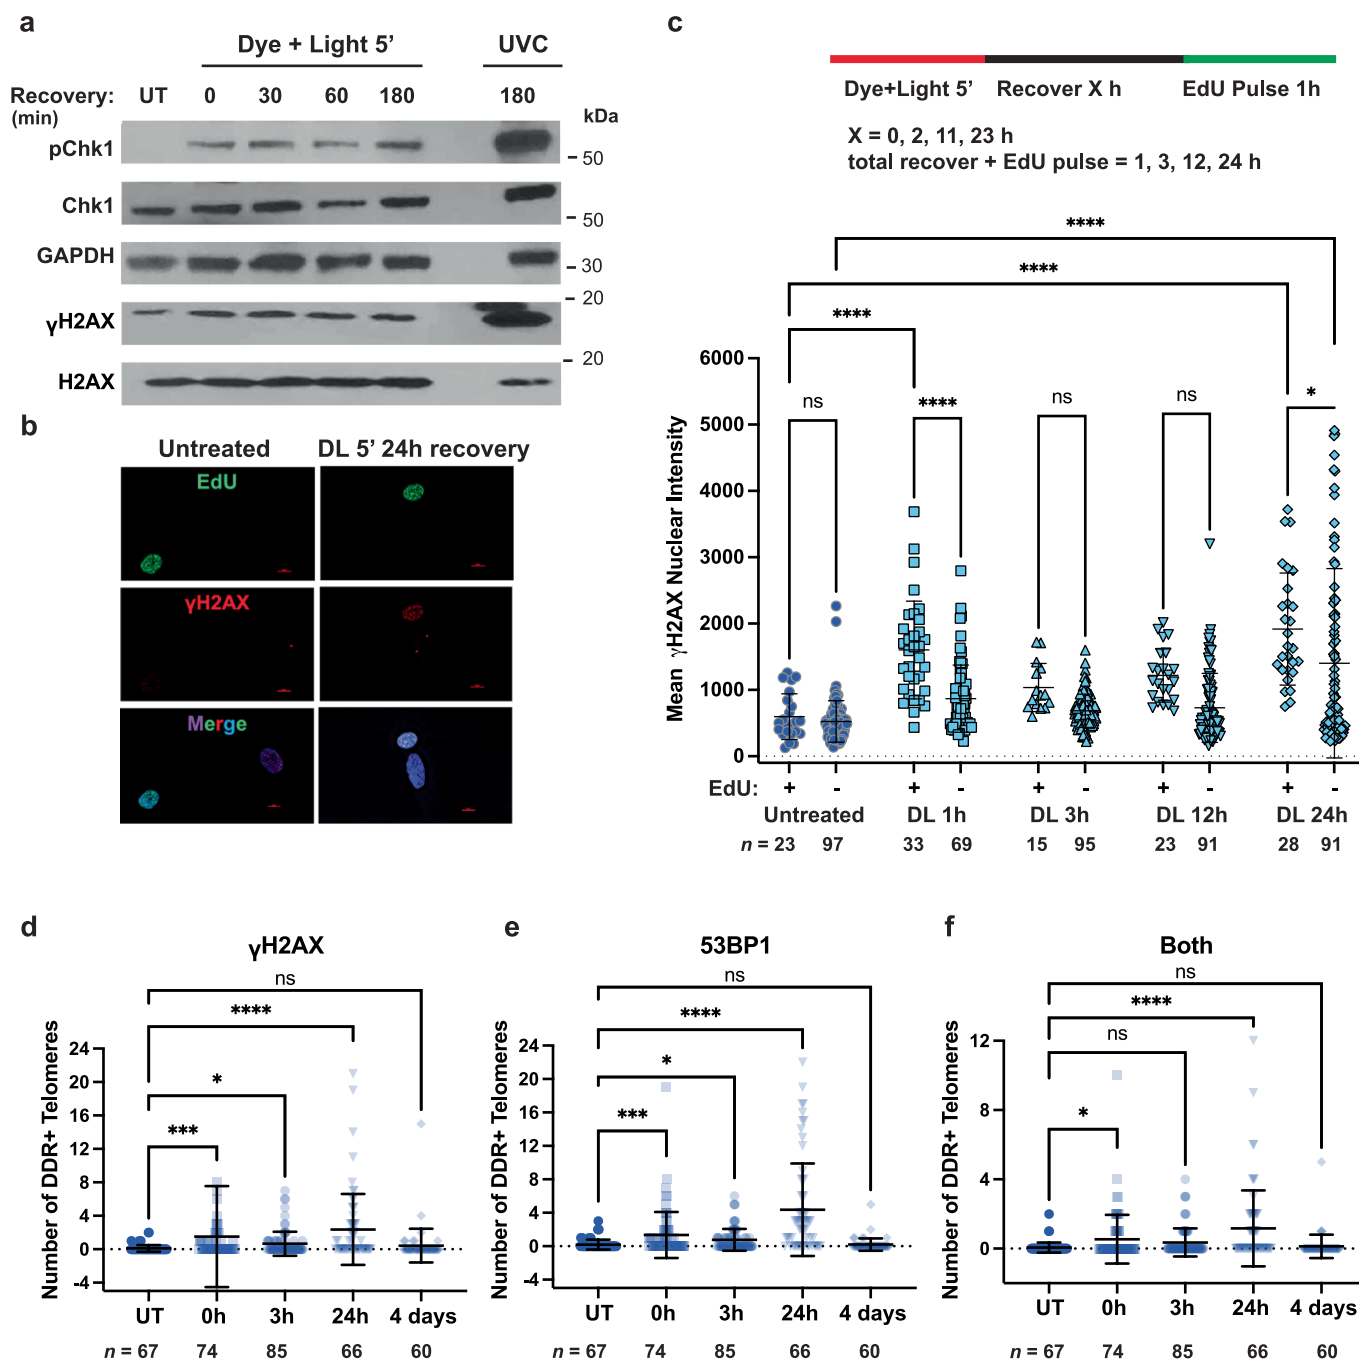 a
Dye + Light 5’
UVC
Recovery:
(min)
UT
0
30
60
180
180
kDa
pChk1
50
Chk1
50
GAPDH
30
20
γH2AX
20
H2AX
b
Untreated
DL 5’ 24h recovery
EdU
γH2AX
Merge
c
Dye+Light 5’
Recover X h
EdU Pulse 1h
X = 0, 2, 11, 23 h
total recover + EdU pulse = 1, 3, 12, 24 h
****
****
****
ns
****
ns
ns
*
Mean γH2AX Nuclear Intensity
6000
5000
4000
3000
2000
1000
0
EdU: + - + - + - + - + -
Untreated DL 1h DL 3h DL 12h DL 24h
n = 23 97 33 69 15 95 23 91 28 91
d
γH2AX
ns
****
*
***
Number of DDR+ Telomeres
24
20
16
12
8
4
0
-4
UT 0h 3h 24h 4 days
n = 67 74 85 66 60
e
53BP1
ns
****
*
***
Number of DDR+ Telomeres
24
20
16
12
8
4
0
-4
UT 0h 3h 24h 4 days
n = 67 74 85 66 60
f
Both
ns
****
ns
*
Number of DDR+ Telomeres
12
8
4
0
UT 0h 3h 24h 4 days
n = 67 74 85 66 60